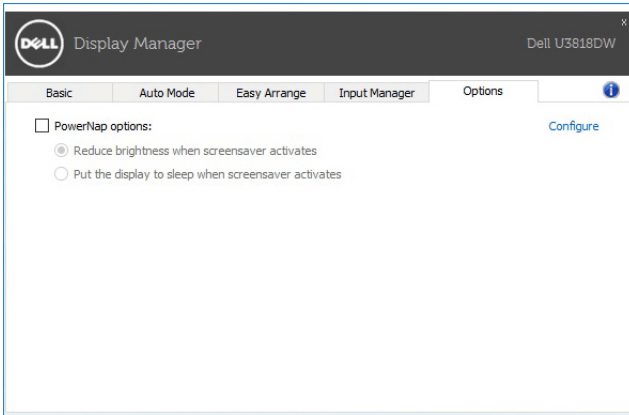 x
DELL Display Manager Dell U3818DW
Basic Auto Mode Easy Arrange Input Manager Options i
PowerNap options: Configure
Reduce brightness when screensaver activates
Put the display to sleep when screensaver activates